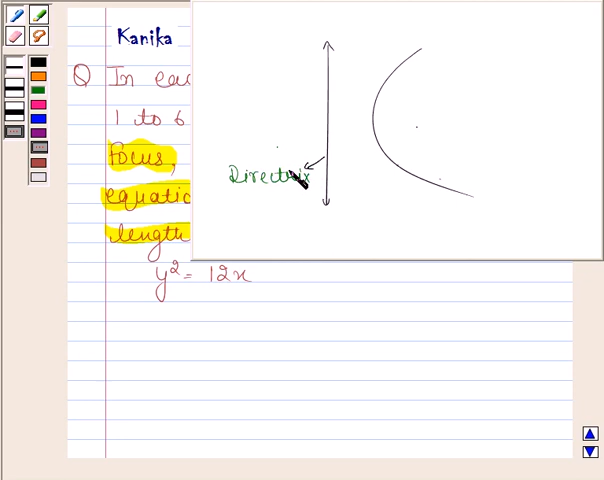 Kanika
Q In eac
1 to 6
Focus,
equatio
length
Directrix
y² = 12x